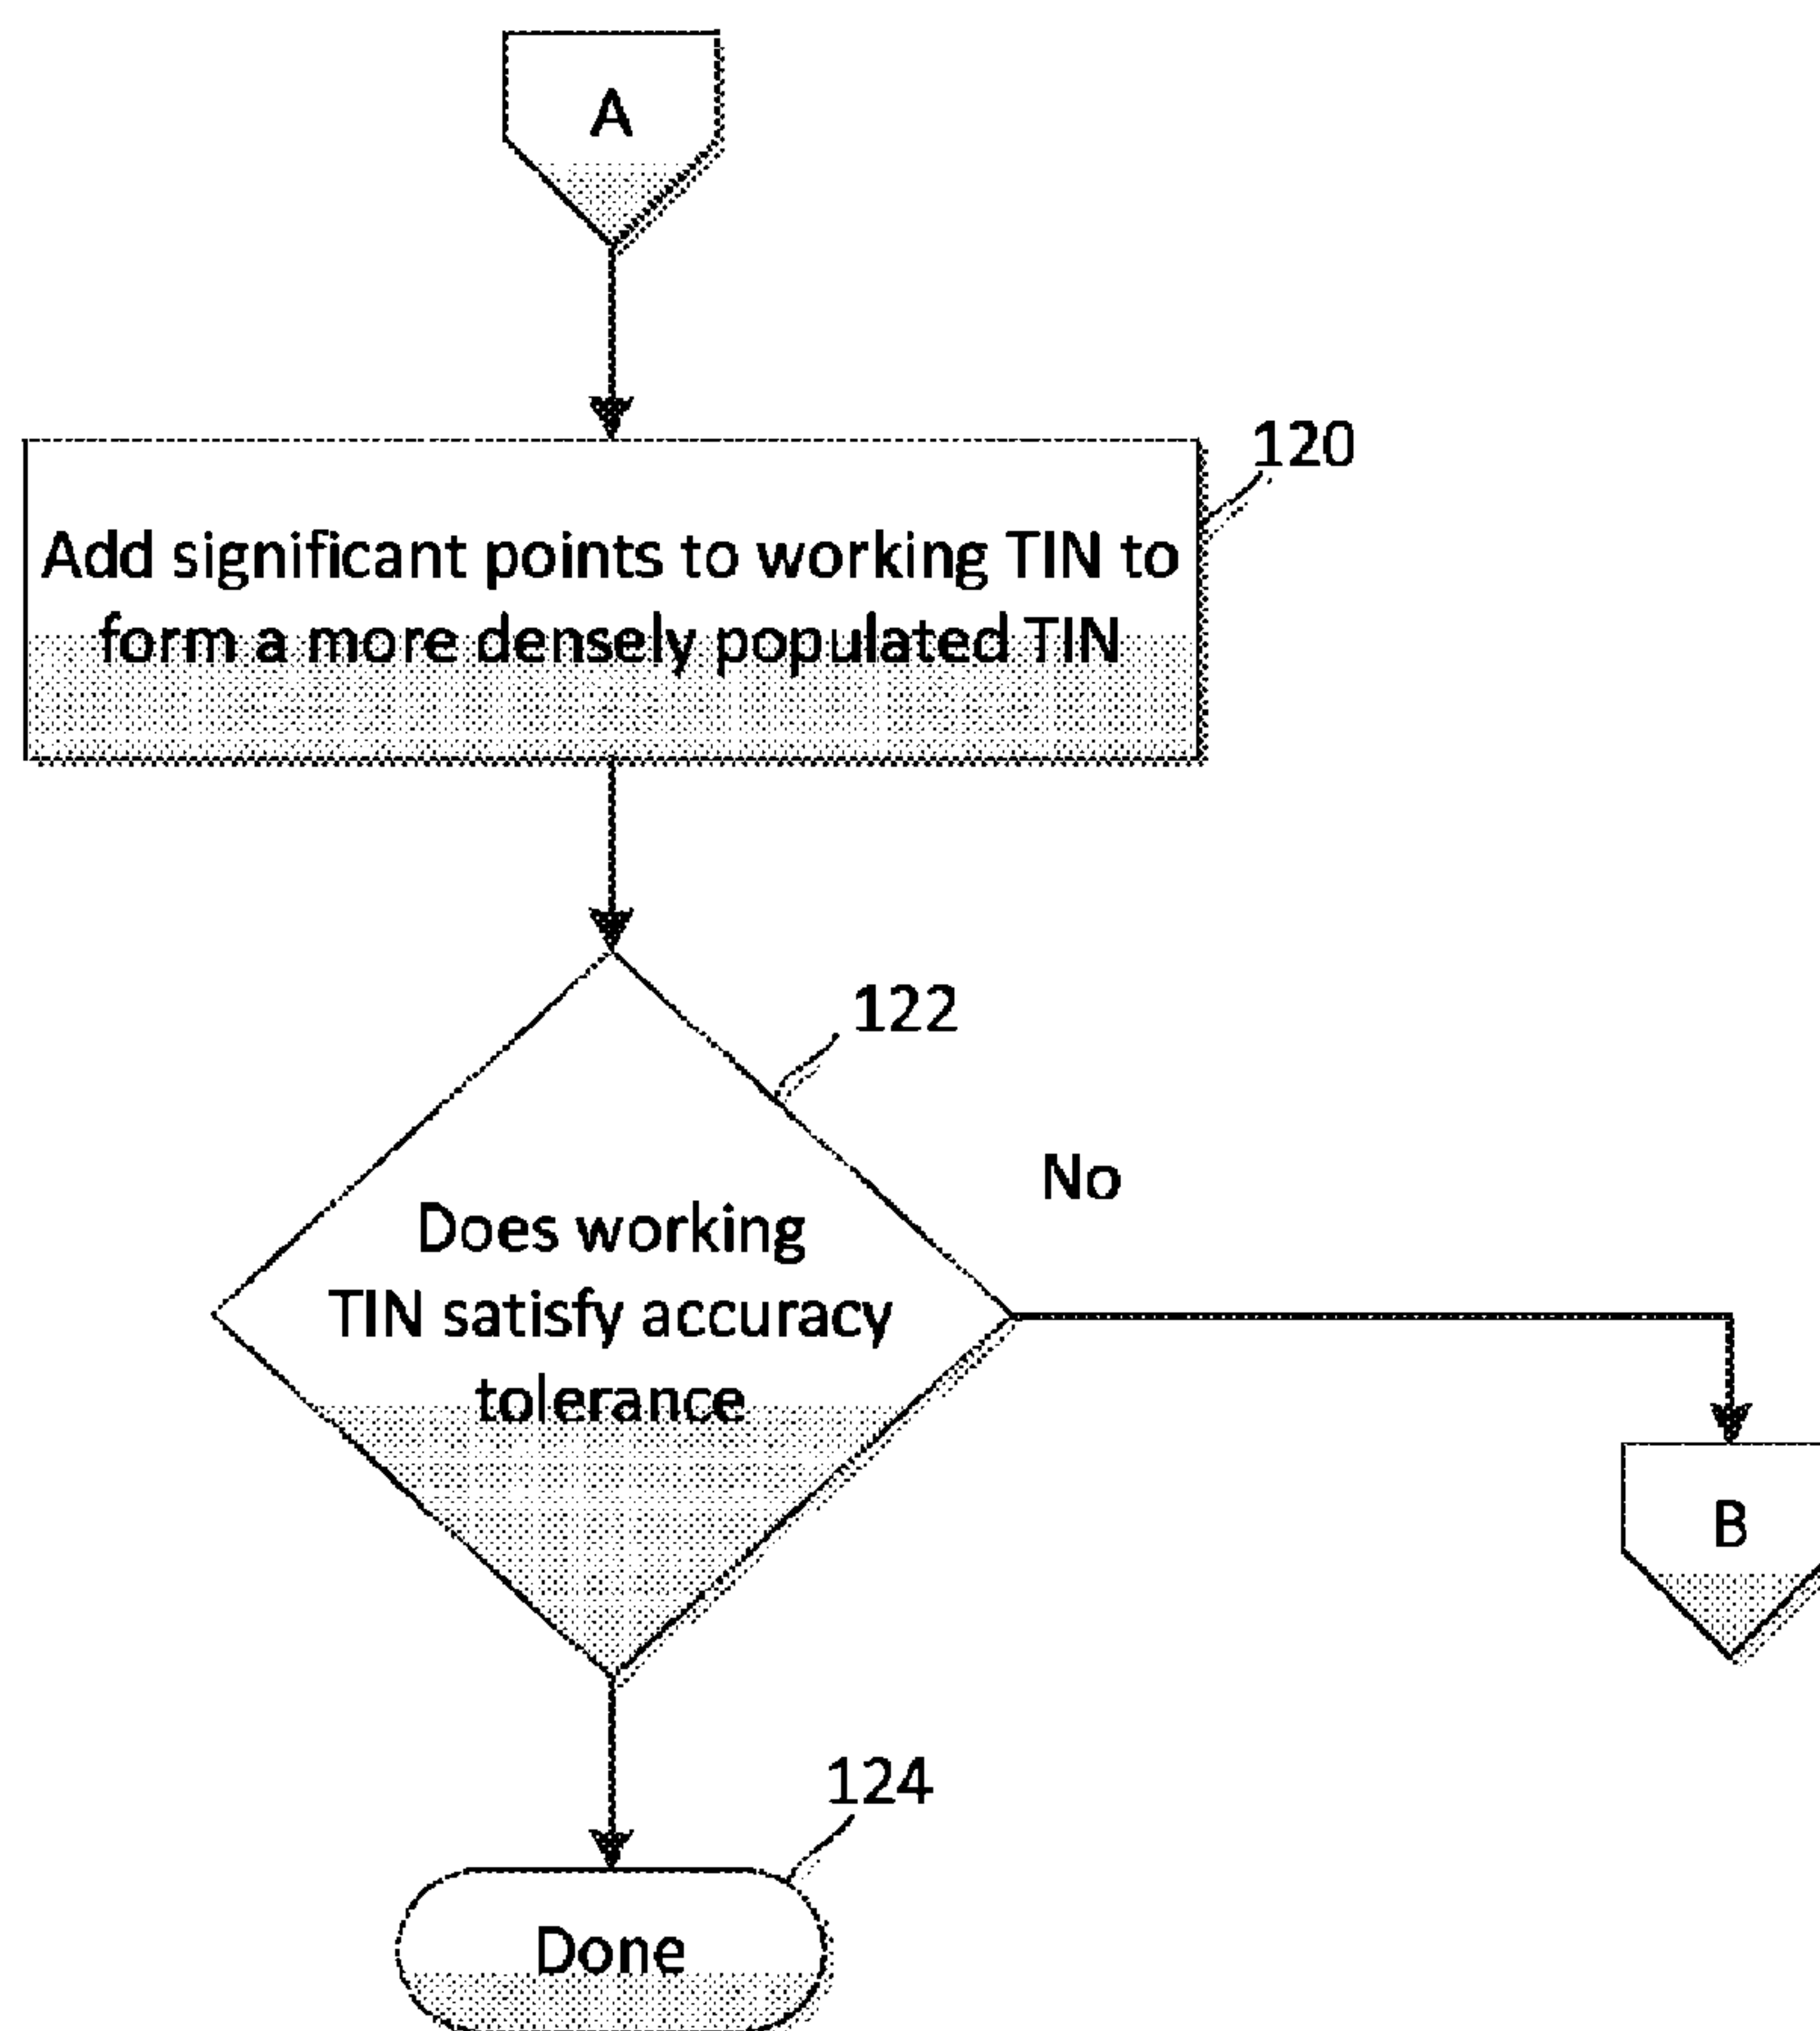 A
120
Add significant points to working TIN to
form a more densely populated TIN
122
No
Does working
TIN satisfy accuracy
tolerance
B
124
Done